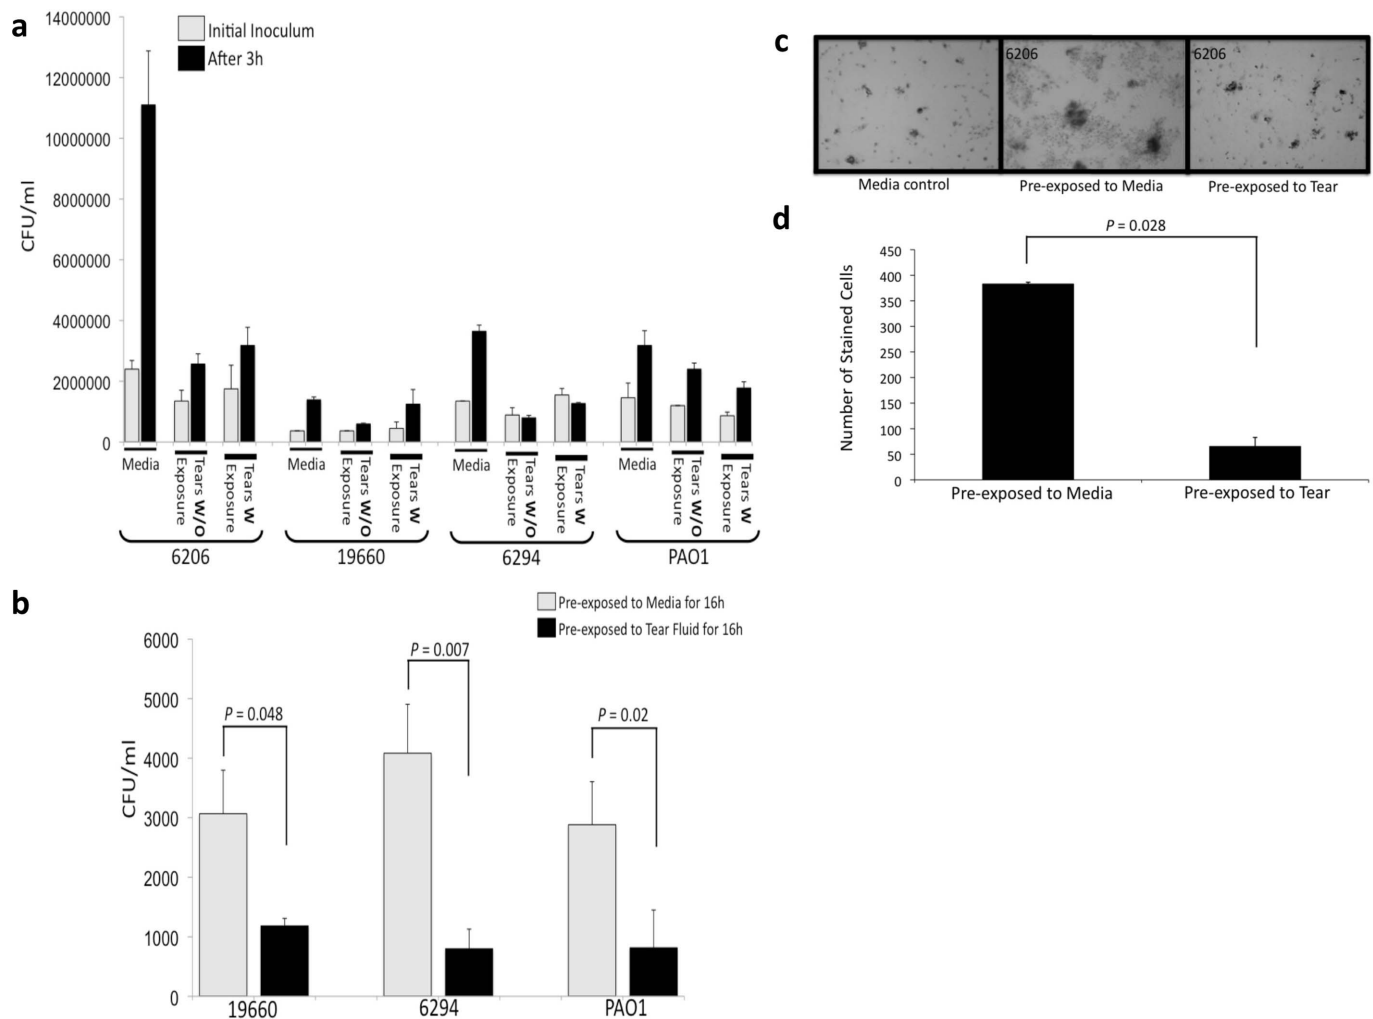 a
14000000
12000000
10000000
8000000
6000000
4000000
2000000
0
CFU/ml
Initial Inoculum
After 3h
Media
Tears W/O
Exposure
Tears W
Exposure
Media
Tears W/O
Exposure
Tears W
Exposure
Media
Tears W/O
Exposure
Tears W
Exposure
Media
Tears W/O
Exposure
Tears W
Exposure
6206
19660
6294
PAO1
b
Pre-exposed to Media for 16h
Pre-exposed to Tear Fluid for 16h
6000
5000
4000
3000
2000
1000
0
CFU/ml
P = 0.048
P = 0.007
P = 0.02
19660
6294
PAO1
c
6206
6206
Media control
Pre-exposed to Media
Pre-exposed to Tear
d
P = 0.028
450
400
350
300
250
200
150
100
50
0
Number of Stained Cells
Pre-exposed to Media
Pre-exposed to Tear